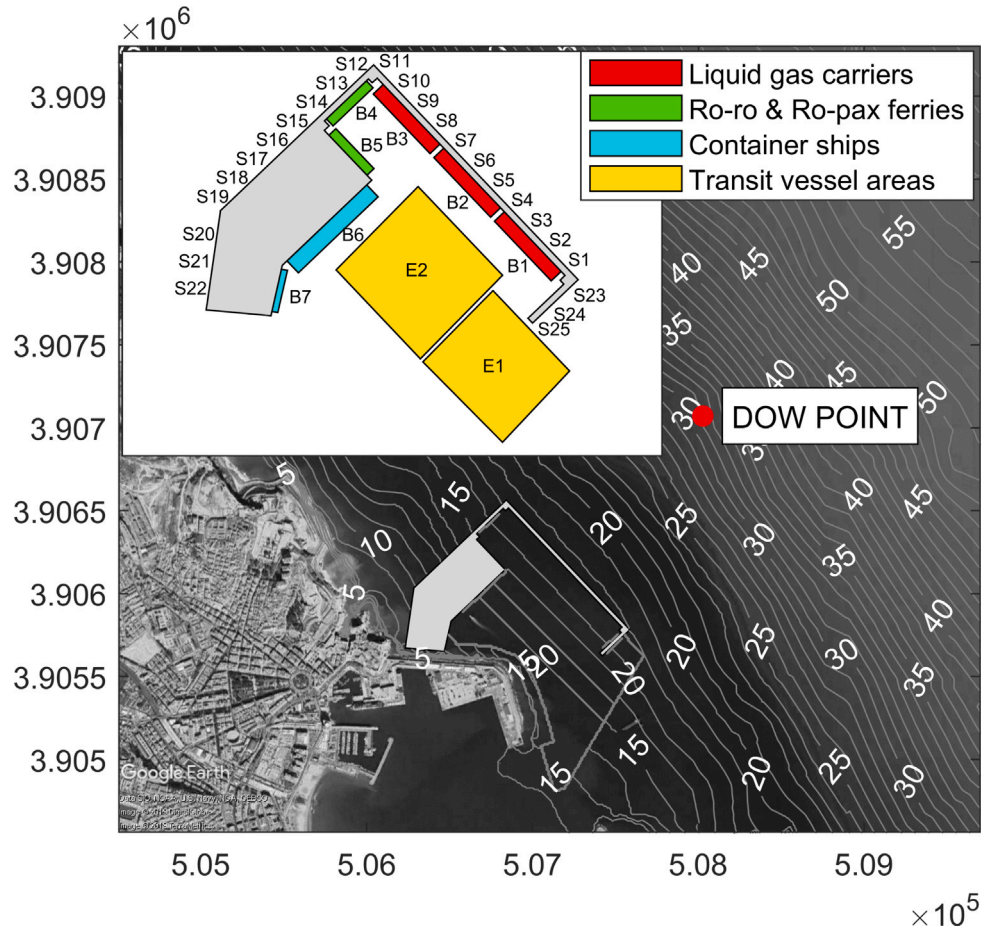 ×10⁶
3.909
3.9085
3.908
3.9075
3.907
3.9065
3.906
3.9055
3.905
S12
S11
S13
S10
S14
S9
S15
S8
S16
S7
S17
S6
S18
S5
S19
S4
S20
S3
S21
S2
S22
S1
S23
S24
S25
B4
B3
B5
B2
B6
B1
B7
E2
E1
Liquid gas carriers
Ro-ro & Ro-pax ferries
Container ships
Transit vessel areas
55
40
45
50
35
40
45
50
30
DOW POINT
5
15
20
25
40
45
10
30
35
5
40
20
25
30
5
15
20
20
35
15
15
20
25
30
Google Earth
5.05
5.06
5.07
5.08
5.09
×10⁵